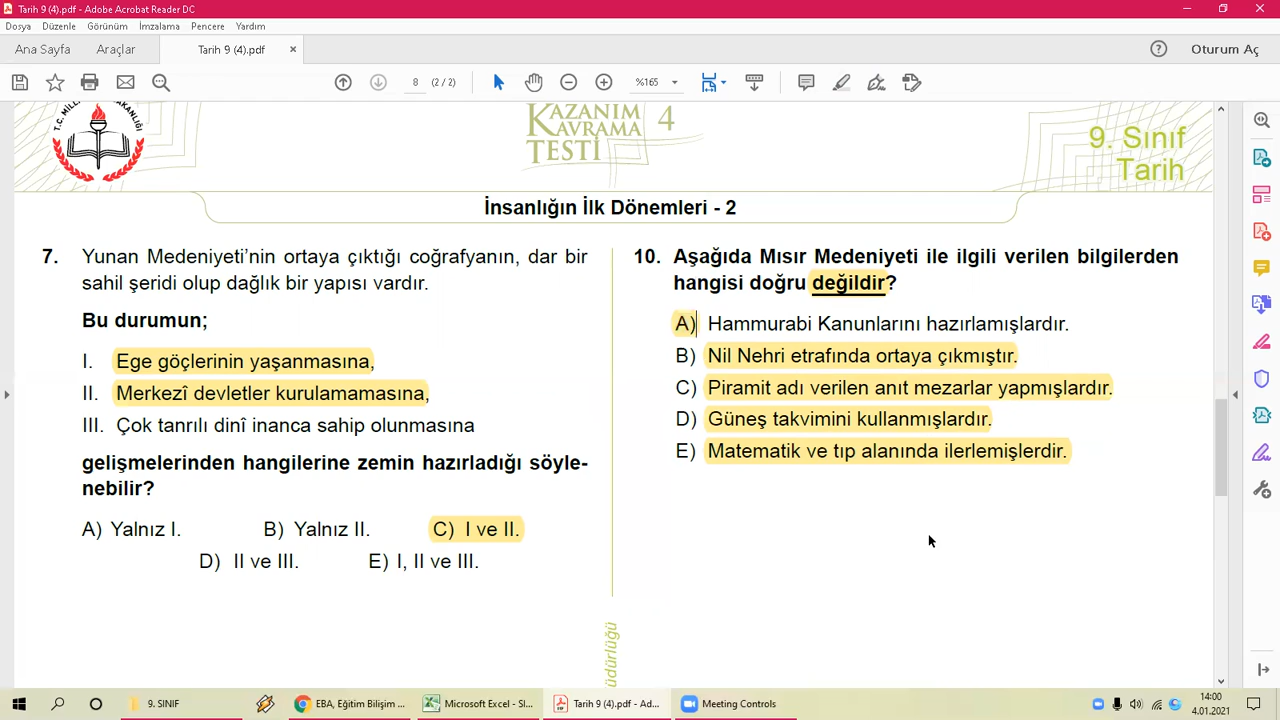 Tarih 9 (4).pdf - Adobe Acrobat Reader DC
Dosya Düzenle Görünüm İmzalama Pencere Yardım
Ana Sayfa Araçlar Tarih 9 (4).pdf × Oturum Aç
8 (2 / 2) %165
KAZANIM
KAVRAMA
TESTİ
4
9. Sınıf
Tarih
İnsanlığın İlk Dönemleri - 2
7. Yunan Medeniyeti’nin ortaya çıktığı coğrafyanın, dar bir
sahil şeridi olup dağlık bir yapısı vardır.
Bu durumun;
I. Ege göçlerinin yaşanmasına,
II. Merkezî devletler kurulamamasına,
III. Çok tanrılı dinî inanca sahip olunmasına
gelişmelerinden hangilerine zemin hazırladığı söyle-
nebilir?
A) Yalnız I. B) Yalnız II. C) I ve II.
D) II ve III. E) I, II ve III.
10. Aşağıda Mısır Medeniyeti ile ilgili verilen bilgilerden
hangisi doğru değildir?
A) Hammurabi Kanunlarını hazırlamışlardır.
B) Nil Nehri etrafında ortaya çıkmıştır.
C) Piramit adı verilen anıt mezarlar yapmışlardır.
D) Güneş takvimini kullanmışlardır.
E) Matematik ve tıp alanında ilerlemişlerdir.
üdürlüğü
9. SINIF EBA, Eğitim Bilişim ... Microsoft Excel - SI... Tarih 9 (4).pdf - Ad... Meeting Controls
14:00
4.01.2021